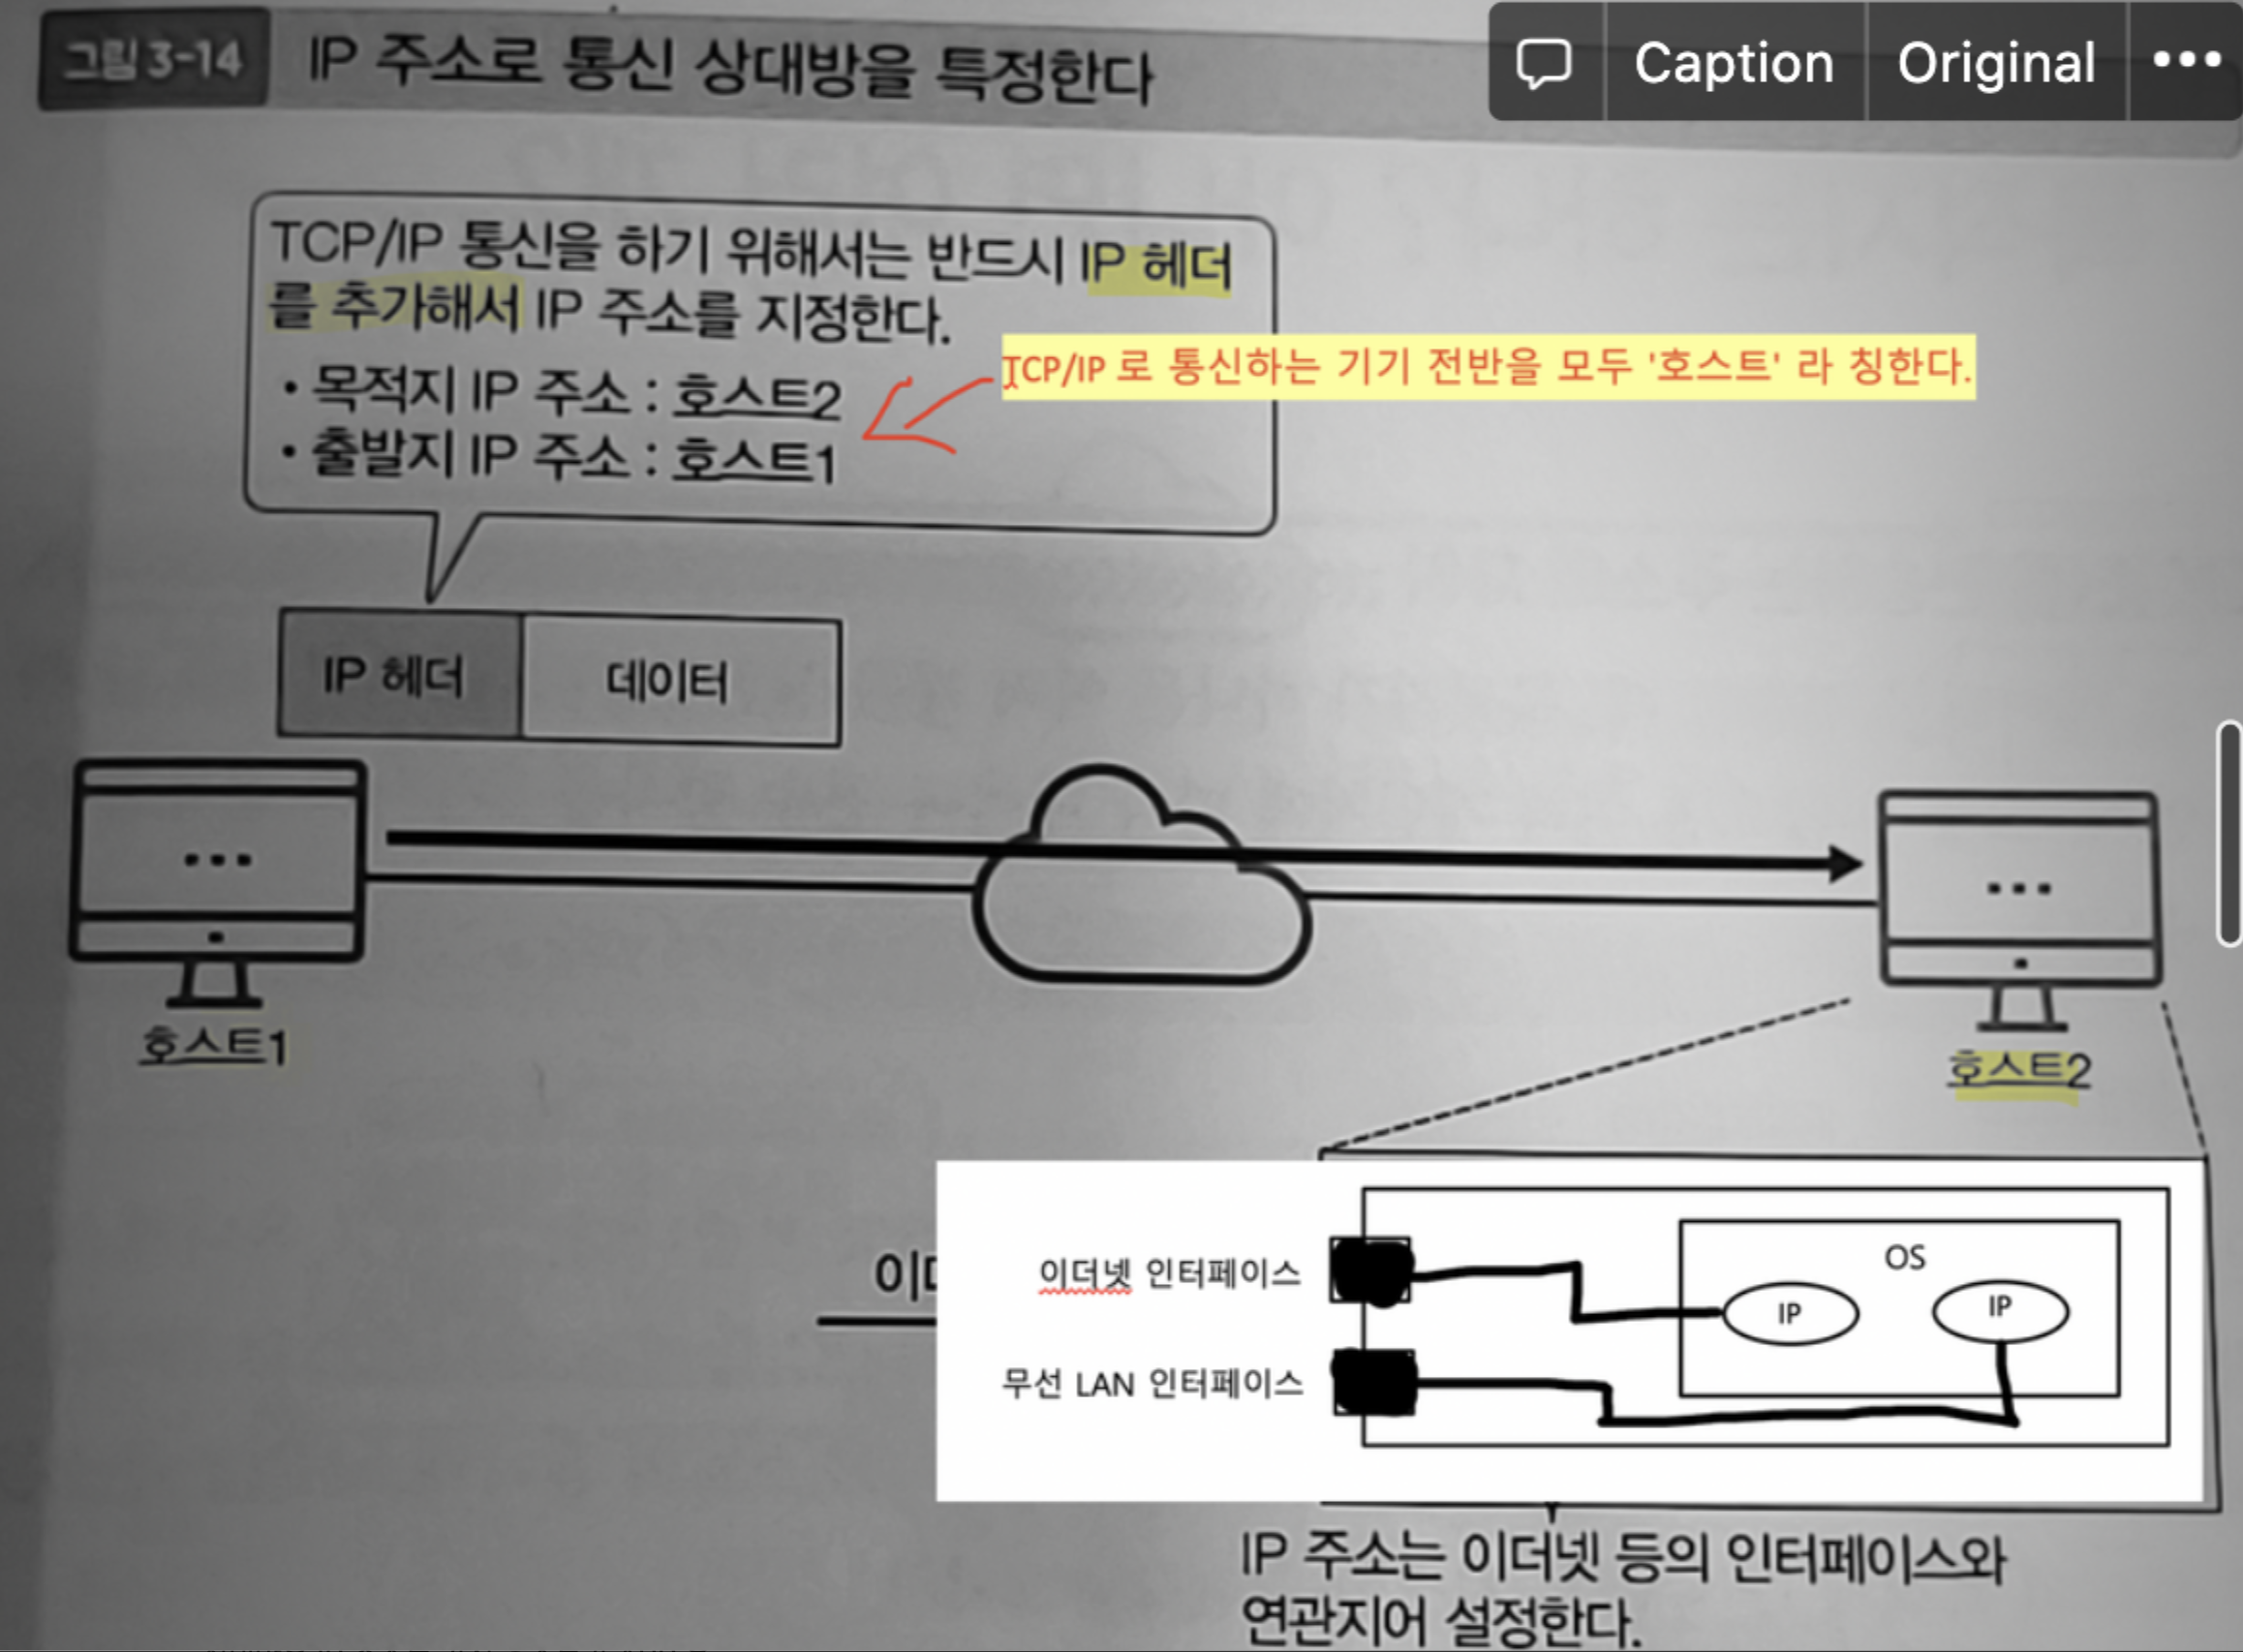 그림 3-14 IP 주소로 통신 상대방을 특정한다
Caption Original
TCP/IP 통신을 하기 위해서는 반드시 IP 헤더
를 추가해서 IP 주소를 지정한다.
TCP/IP 로 통신하는 기기 전반을 모두 '호스트' 라 칭한다.
• 목적지 IP 주소 : 호스트2
• 출발지 IP 주소 : 호스트1
IP 헤더 데이터
호스트1
호스트2
OS
이더넷 인터페이스
IP IP
무선 LAN 인터페이스
IP 주소는 이더넷 등의 인터페이스와
연관지어 설정한다.